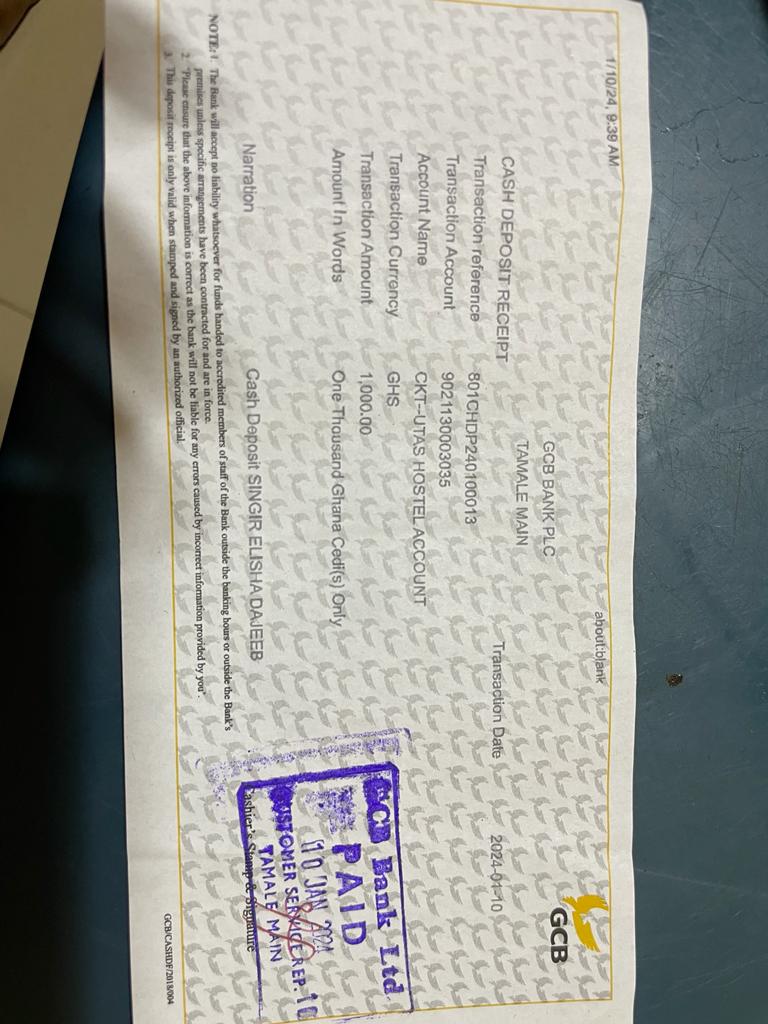 1/10/24, 9:39 AM about:blank
GCB
GCB BANK PLC
TAMALE MAIN
CASH DEPOSIT RECEIPT Transaction Date 2024-01-10
Transaction reference 801CHDP240100013
Transaction Account 9021130003035
Account Name CKT--UTAS HOSTEL ACCOUNT
Transaction Currency GHS
Transaction Amount 1,000.00
Amount In Words One Thousand Ghana Cedi(s) Only
Narration Cash Deposit SINGIR ELISHA DAJEEB
GCB Bank Ltd
PAID
10 JAN 2024
CUSTOMER SERVICE REP. 10
TAMALE MAIN
Cashier's Stamp & Signature
NOTE: 1. The Bank will accept no liability whatsoever for funds handed to accredited members of staff of the Bank outside the banking hours or outside the Bank's
premises unless specific arrangements have been contracted for and are in force.
2. "Please ensure that the above information is correct as the bank will not be liable for any errors caused by incorrect information provided by you".
3. This deposit receipt is only valid when stamped and signed by an authorized official.
GCB/CASHDP/2018/004